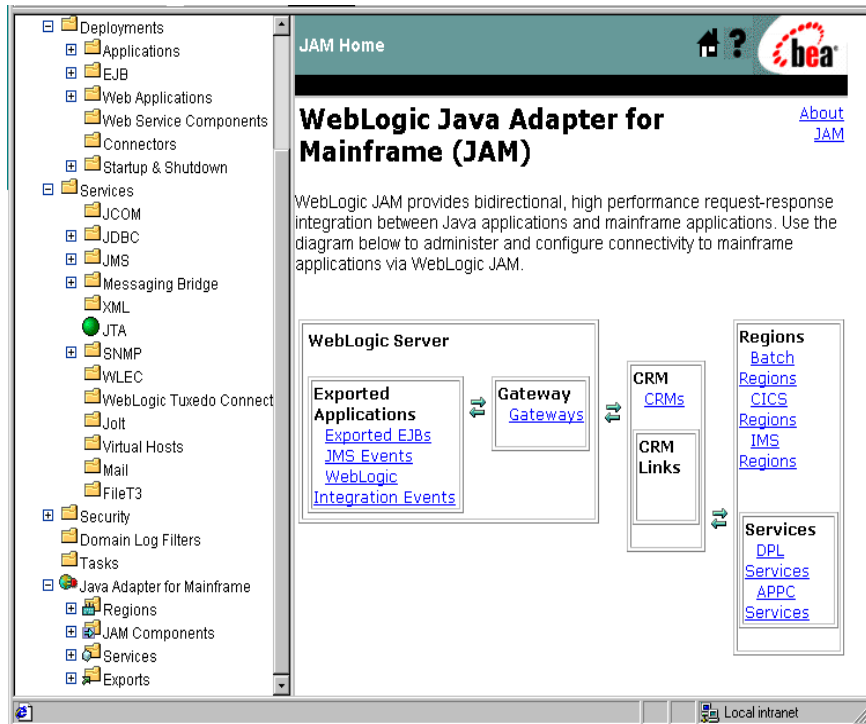 Deployments
Applications
EJB
Web Applications
Web Service Components
Connectors
Startup & Shutdown
Services
JCOM
JDBC
JMS
Messaging Bridge
XML
JTA
SNMP
WLEC
WebLogic Tuxedo Connect
Jolt
Virtual Hosts
Mail
FileT3
Security
Domain Log Filters
Tasks
Java Adapter for Mainframe
Regions
JAM Components
Services
Exports
JAM Home
?
bea
WebLogic Java Adapter for
Mainframe (JAM)
About
JAM
WebLogic JAM provides bidirectional, high performance request-response
integration between Java applications and mainframe applications. Use the
diagram below to administer and configure connectivity to mainframe
applications via WebLogic JAM.
WebLogic Server
Exported
Applications
Exported EJBs
JMS Events
WebLogic
Integration Events
Gateway
Gateways
CRM
CRMs
CRM
Links
Regions
Batch
Regions
CICS
Regions
IMS
Regions
Services
DPL
Services
APPC
Services
Local intranet